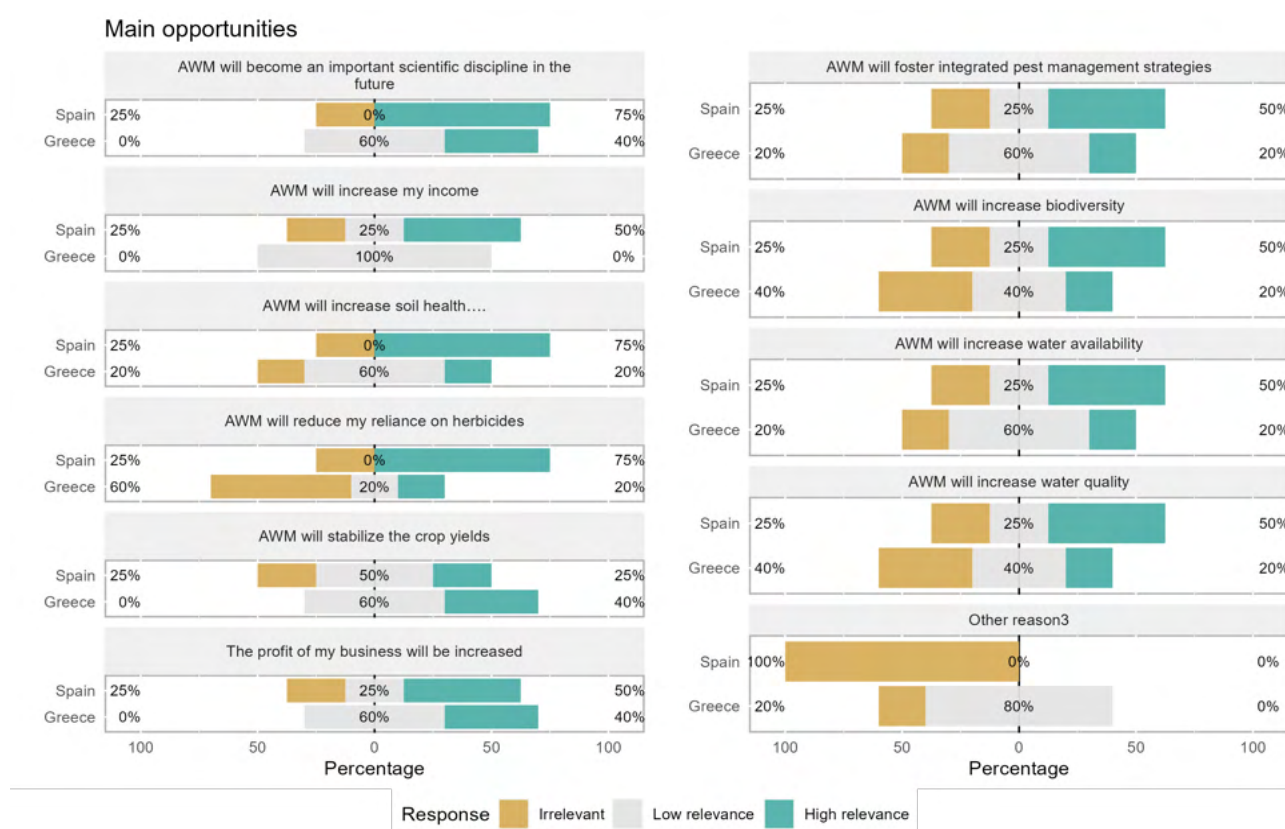 Main opportunities
AWM will become an important scientific discipline in the
future
Spain 25% 0% 75%
Greece 0% 60% 40%
AWM will increase my income
Spain 25% 25% 50%
Greece 0% 100% 0%
AWM will increase soil health....
Spain 25% 0% 75%
Greece 20% 60% 20%
AWM will reduce my reliance on herbicides
Spain 25% 0% 75%
Greece 60% 20% 20%
AWM will stabilize the crop yields
Spain 25% 50% 25%
Greece 0% 60% 40%
The profit of my business will be increased
Spain 25% 25% 50%
Greece 0% 60% 40%
100 50 0 50 100
Percentage
AWM will foster integrated pest management strategies
Spain 25% 25% 50%
Greece 20% 60% 20%
AWM will increase biodiversity
Spain 25% 25% 50%
Greece 40% 40% 20%
AWM will increase water availability
Spain 25% 25% 50%
Greece 20% 60% 20%
AWM will increase water quality
Spain 25% 25% 50%
Greece 40% 40% 20%
Other reason3
Spain 100% 0% 0%
Greece 20% 80% 0%
100 50 0 50 100
Percentage
Response Irrelevant Low relevance High relevance